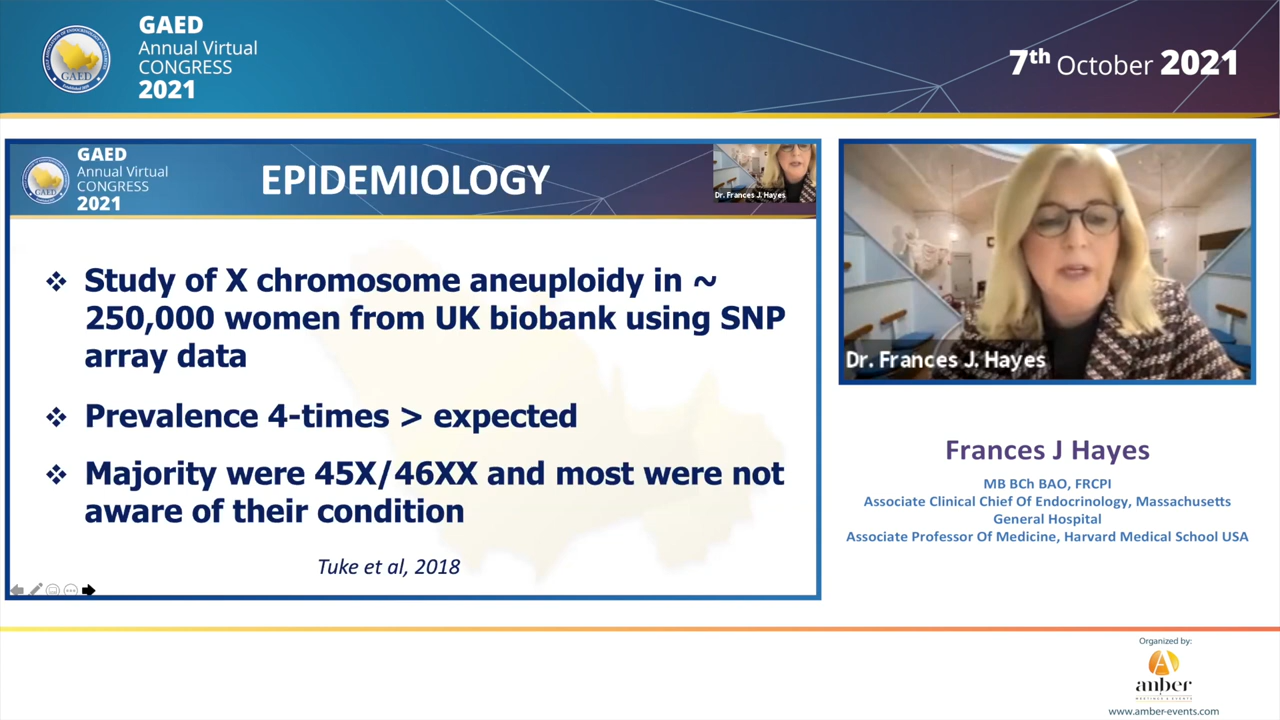 GAED
Annual Virtual
CONGRESS
2021
7th October 2021
GAED
GAED
Annual Virtual
CONGRESS
2021
EPIDEMIOLOGY
Dr. Frances J. Hayes
❖ Study of X chromosome aneuploidy in ~
250,000 women from UK biobank using SNP
array data
❖ Prevalence 4-times > expected
❖ Majority were 45X/46XX and most were not
aware of their condition
Tuke et al, 2018
Dr. Frances J. Hayes
Frances J Hayes
MB BCh BAO, FRCPI
Associate Clinical Chief Of Endocrinology, Massachusetts
General Hospital
Associate Professor Of Medicine, Harvard Medical School USA
Organized by:
anber
MEETINGS & EVENTS
www.amber-events.com